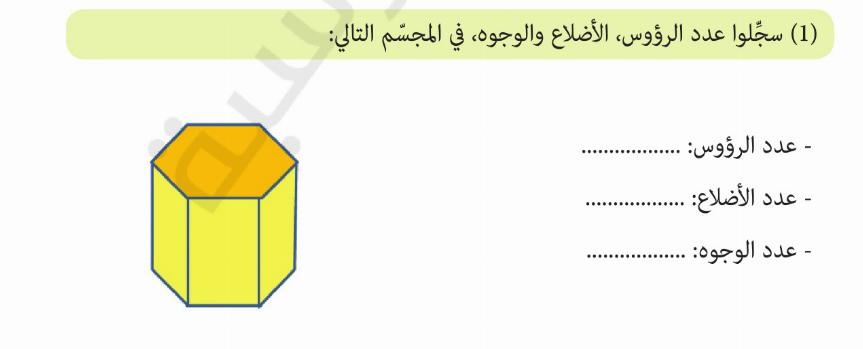 (1) سجِّلوا عدد الرؤوس، الأضلاع والوجوه، في المجسّم التالي:
- عدد الرؤوس: ..................
- عدد الأضلاع: ..................
- عدد الوجوه: ..................